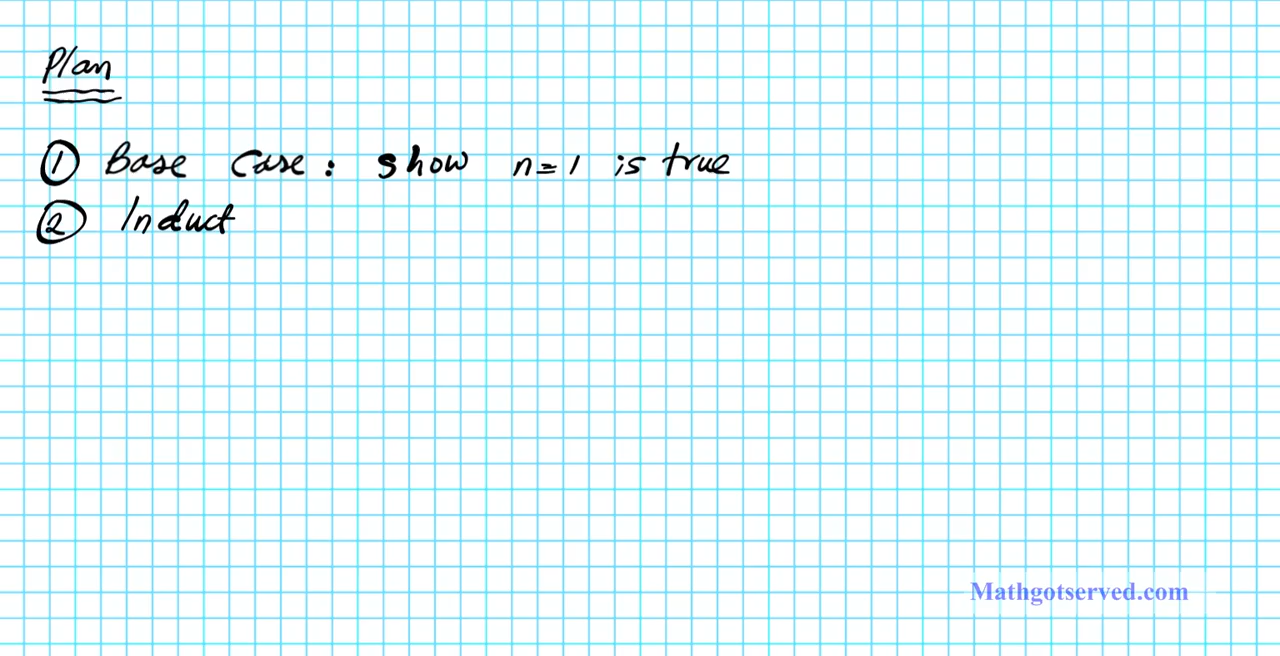 Plan
① Base Case: show n=1 is true
② Induct
Mathgotserved.com